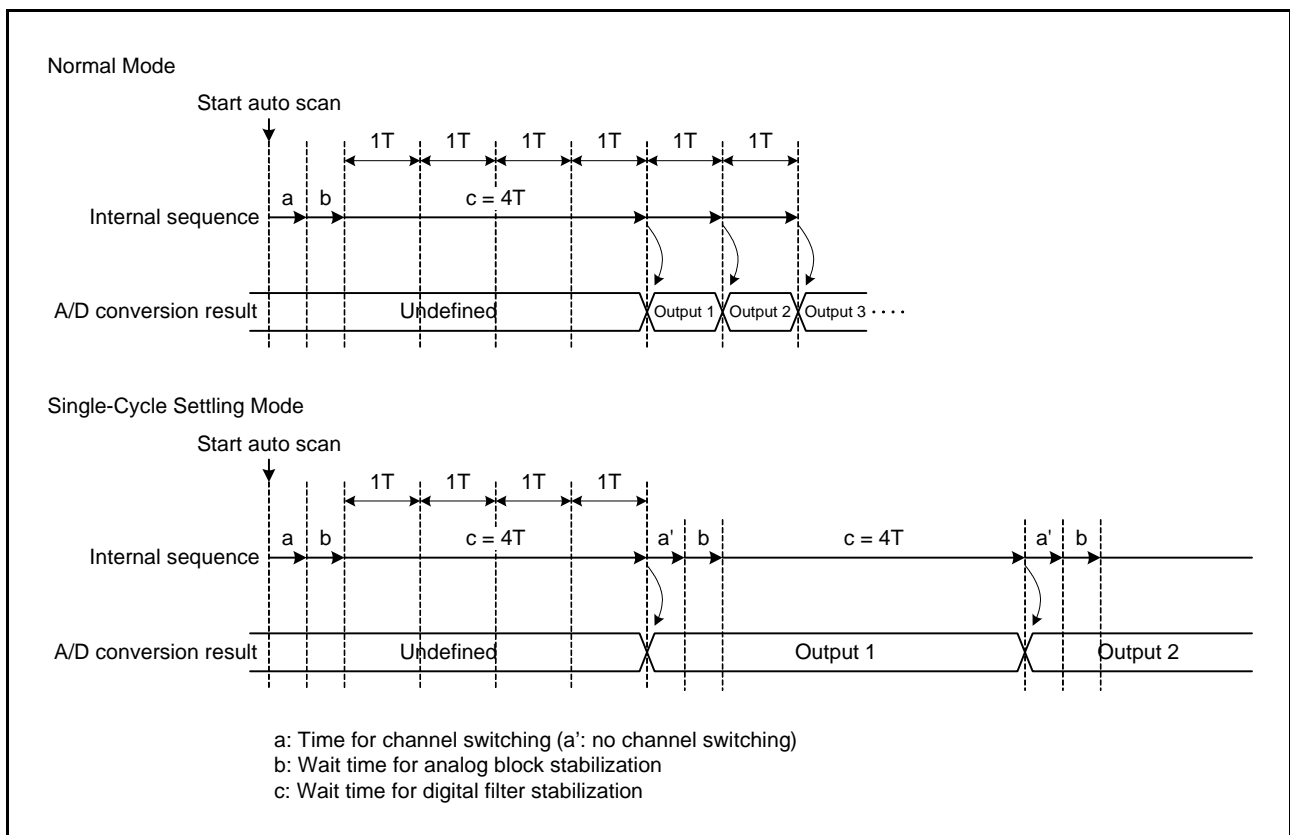 Normal Mode
Start auto scan
1T 1T 1T 1T 1T 1T
a b c = 4T
Internal sequence
A/D conversion result Undefined Output 1 Output 2 Output 3 ····
Single-Cycle Settling Mode
Start auto scan
1T 1T 1T 1T
a b c = 4T a' b c = 4T a' b
Internal sequence
A/D conversion result Undefined Output 1 Output 2
a: Time for channel switching (a’: no channel switching)
b: Wait time for analog block stabilization
c: Wait time for digital filter stabilization